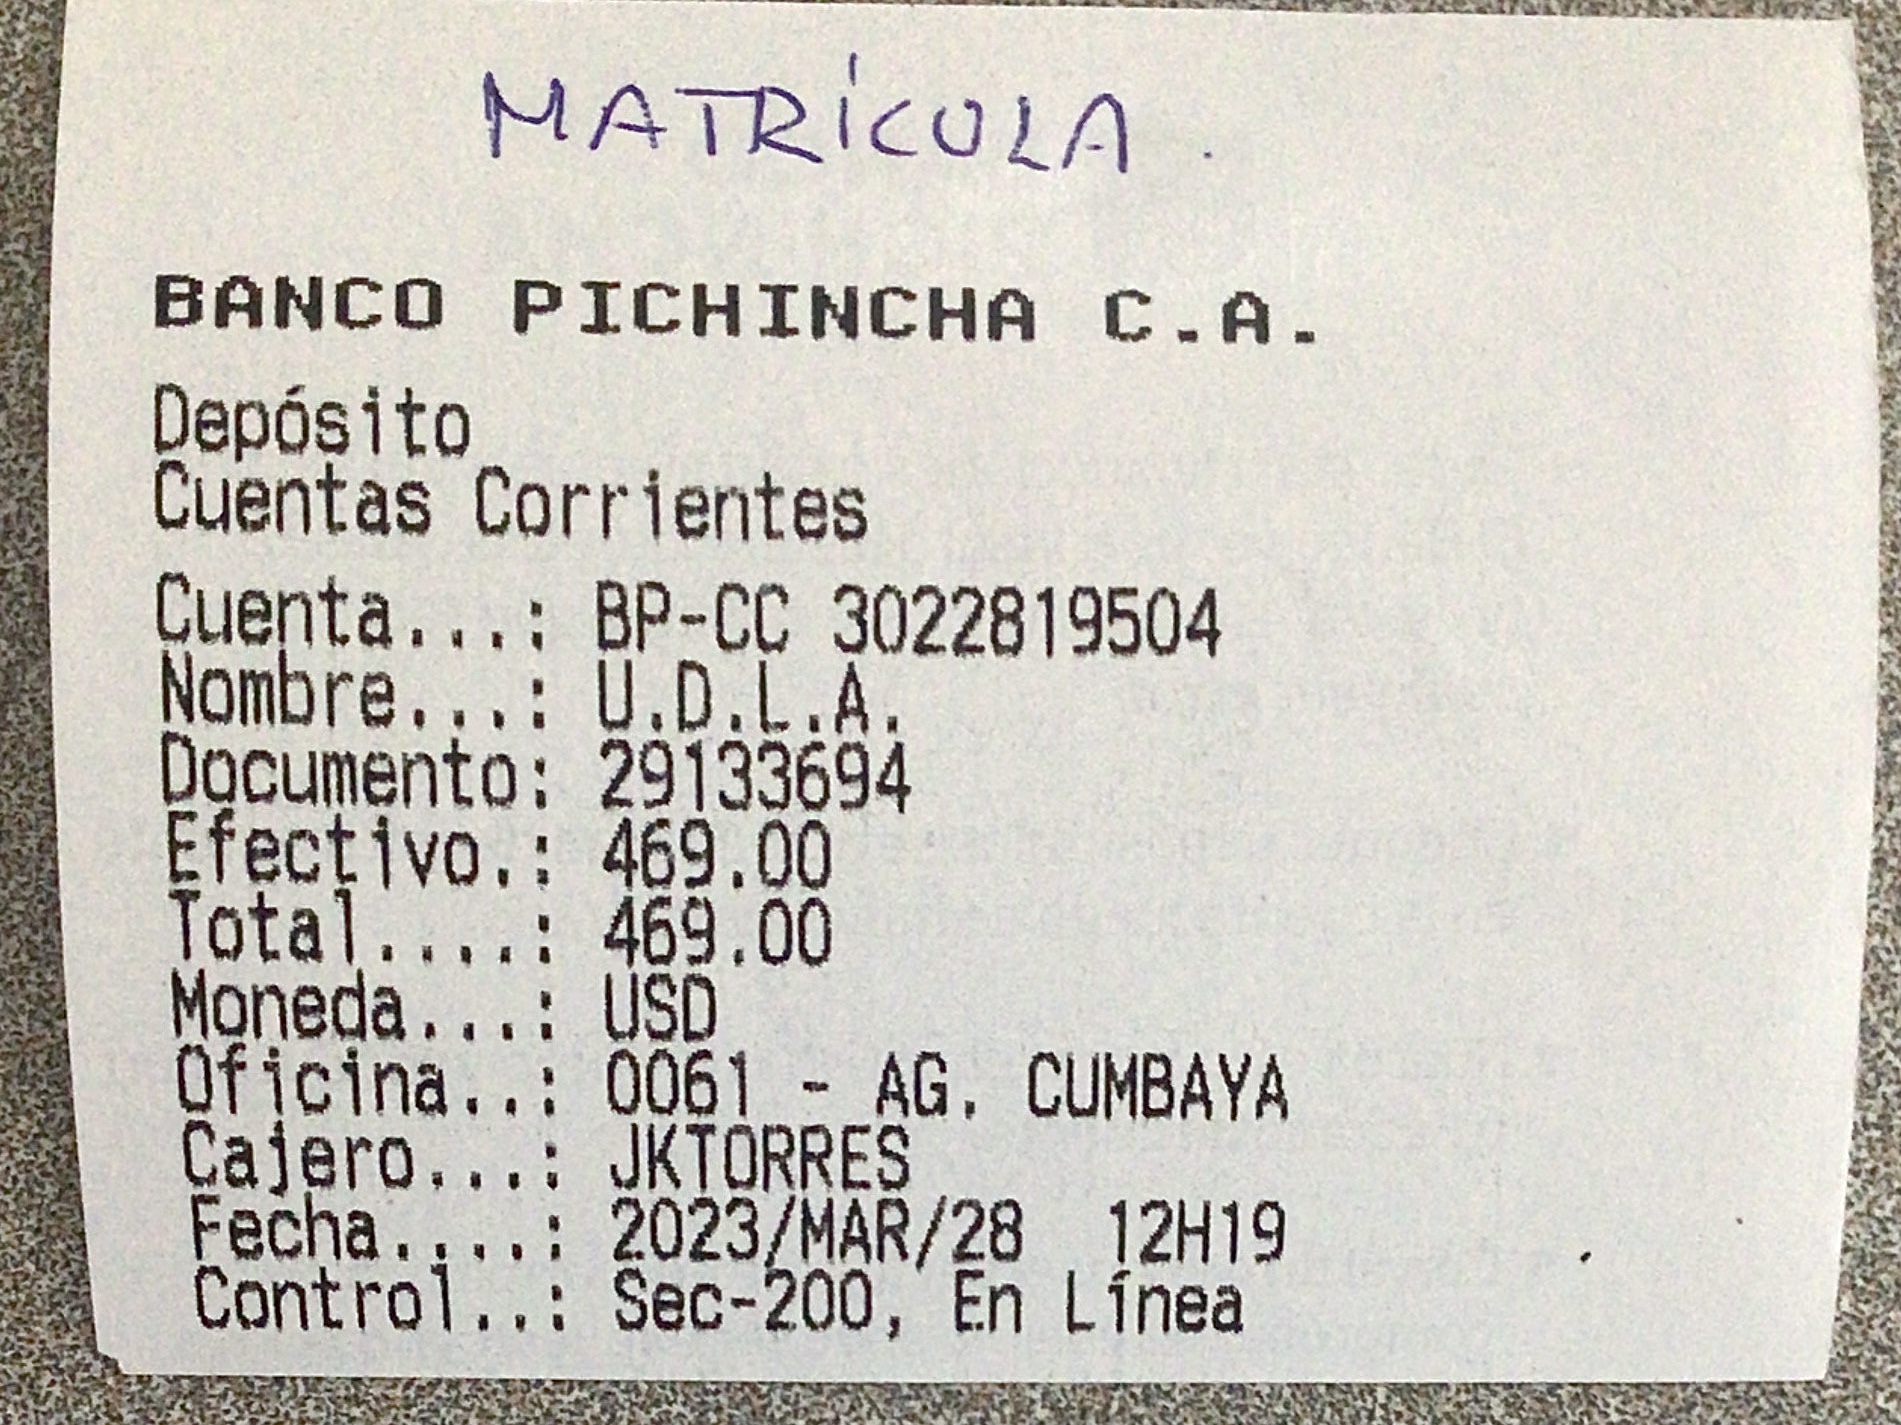 MATRÍCULA.
BANCO PICHINCHA C.A.
Depósito
Cuentas Corrientes
Cuenta...: BP-CC 3022819504
Nombre...: U.D.L.A.
Documento: 29133694
Efectivo.: 469.00
Total....: 469.00
Moneda...: USD
Oficina..: 0061 - AG. CUMBAYA
Cajero...: JKTORRES
Fecha....: 2023/MAR/28  12H19
Control..: Sec-200, En Línea